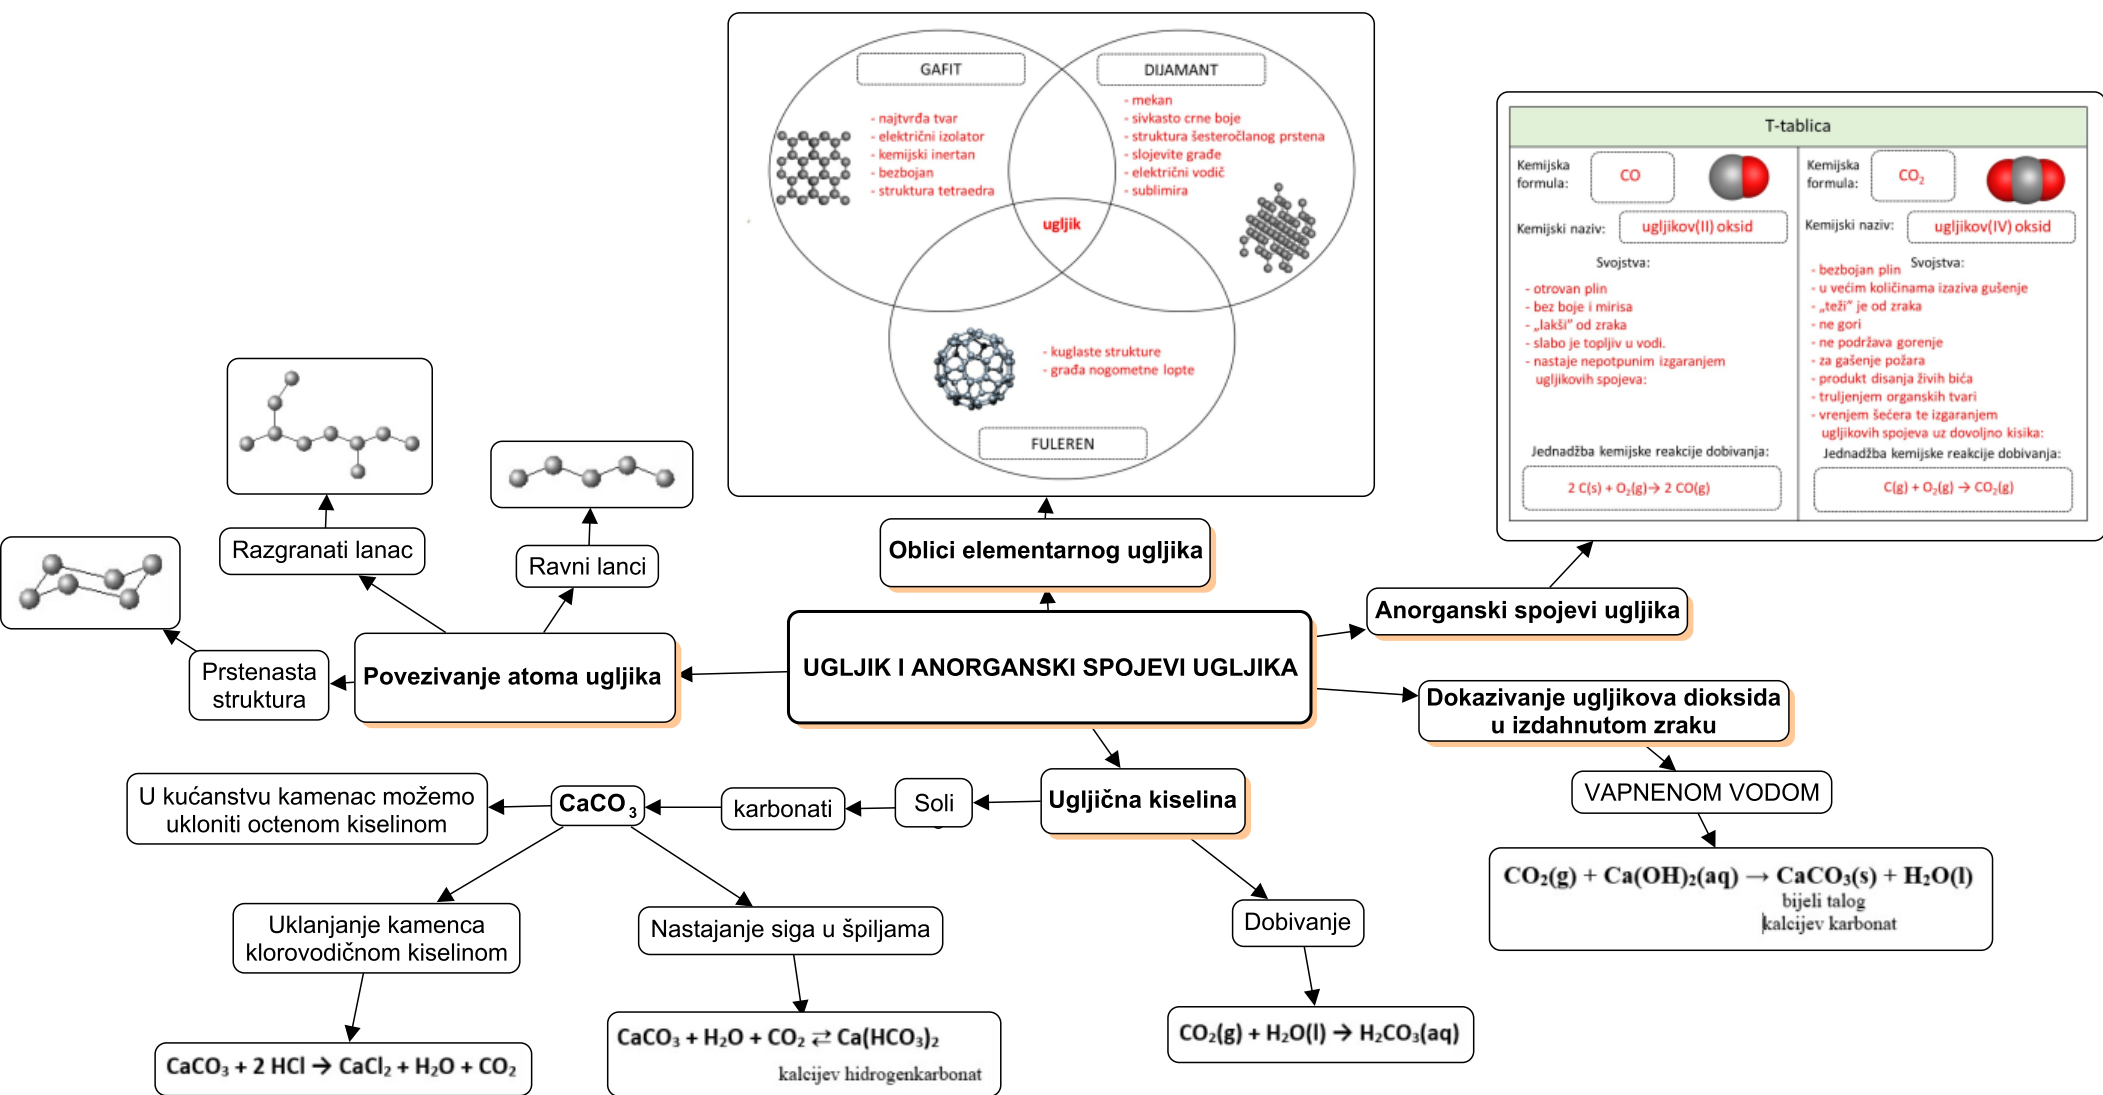 GAFIT
- najtvrđa tvar
- električni izolator
- kemijski inertan
- bezbojan
- struktura tetraedra
DIJAMANT
- mekan
- sivkasto crne boje
- struktura šesteročlanog prstena
- slojevite građe
- električni vodič
- sublimira
ugljik
- kuglaste strukture
- građa nogometne lopte
FULEREN
T-tablica
Kemijska
formula:
CO
Kemijski naziv:
ugljikov(II) oksid
Svojstva:
- otrovan plin
- bez boje i mirisa
- „lakši” od zraka
- slabo je topljiv u vodi.
- nastaje nepotpunim izgaranjem
ugljikovih spojeva:
Jednadžba kemijske reakcije dobivanja:
2 C(s) + O₂(g)→ 2 CO(g)
Kemijska
formula:
CO₂
Kemijski naziv:
ugljikov(IV) oksid
Svojstva:
- bezbojan plin
- u većim količinama izaziva gušenje
- „teži” je od zraka
- ne gori
- ne podržava gorenje
- za gašenje požara
- produkt disanja živih bića
- truljenjem organskih tvari
- vrenjem šećera te izgaranjem
ugljikovih spojeva uz dovoljno kisika:
Jednadžba kemijske reakcije dobivanja:
C(g) + O₂(g) → CO₂(g)
Razgranati lanac
Ravni lanci
Oblici elementarnog ugljika
Anorganski spojevi ugljika
Prstenasta
struktura
Povezivanje atoma ugljika
UGLJIK I ANORGANSKI SPOJEVI UGLJIKA
Dokazivanje ugljikova dioksida
u izdahnutom zraku
U kućanstvu kamenac možemo
ukloniti octenom kiselinom
CaCO₃
karbonati
Soli
Ugljična kiselina
VAPNENOM VODOM
CO₂(g) + Ca(OH)₂(aq) → CaCO₃(s) + H₂O(l)
bijeli talog
kalcijev karbonat
Uklanjanje kamenca
klorovodičnom kiselinom
Nastajanje siga u špiljama
Dobivanje
CaCO₃ + 2 HCl → CaCl₂ + H₂O + CO₂
CaCO₃ + H₂O + CO₂ ⇄ Ca(HCO₃)₂
kalcijev hidrogenkarbonat
CO₂(g) + H₂O(l) → H₂CO₃(aq)